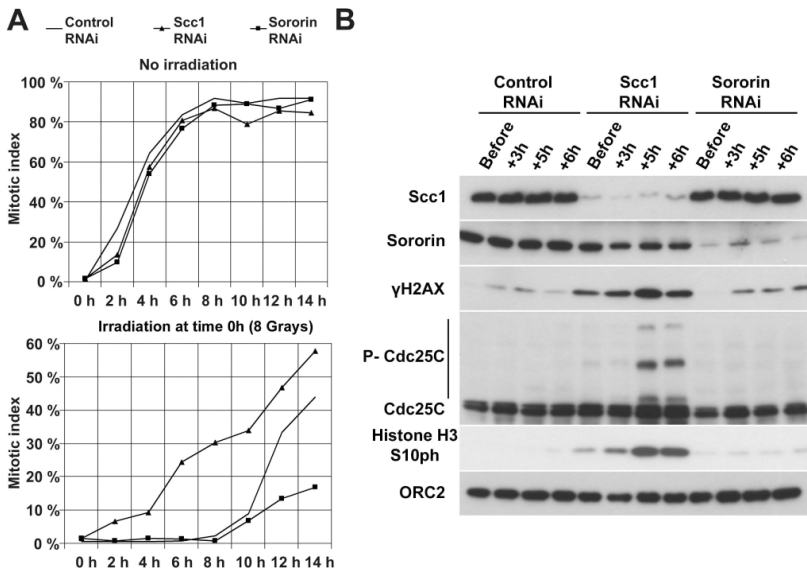 A
Control RNAi
Scc1 RNAi
Sororin RNAi
No irradiation
Mitotic index
100 %
80 %
60 %
40 %
20 %
0 %
0 h 2 h 4 h 6 h 8 h 10 h 12 h 14 h
Irradiation at time 0h (8 Grays)
Mitotic index
60 %
50 %
40 %
30 %
20 %
10 %
0 %
0 h 2 h 4 h 6 h 8 h 10 h 12 h 14 h
B
Control RNAi
Scc1 RNAi
Sororin RNAi
Before +3h +5h +6h Before +3h +5h +6h Before +3h +5h +6h
Scc1
Sororin
γH2AX
P- Cdc25C
Cdc25C
Histone H3
S10ph
ORC2